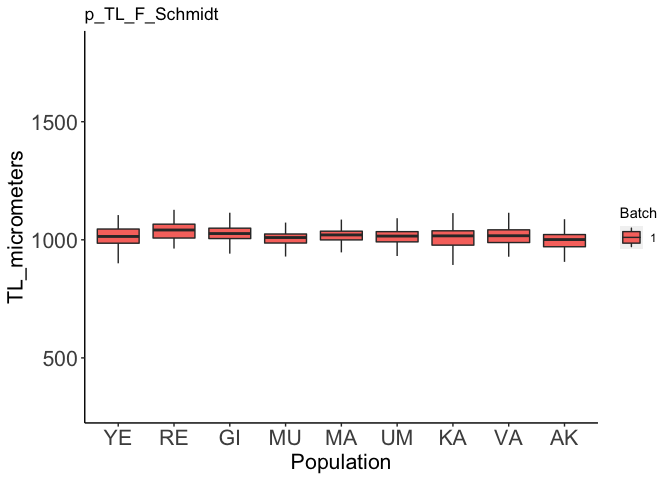 p_TL_F_Schmidt
TL_micrometers
1500
1000
500
YE RE GI MU MA UM KA VA AK
Population
Batch
1